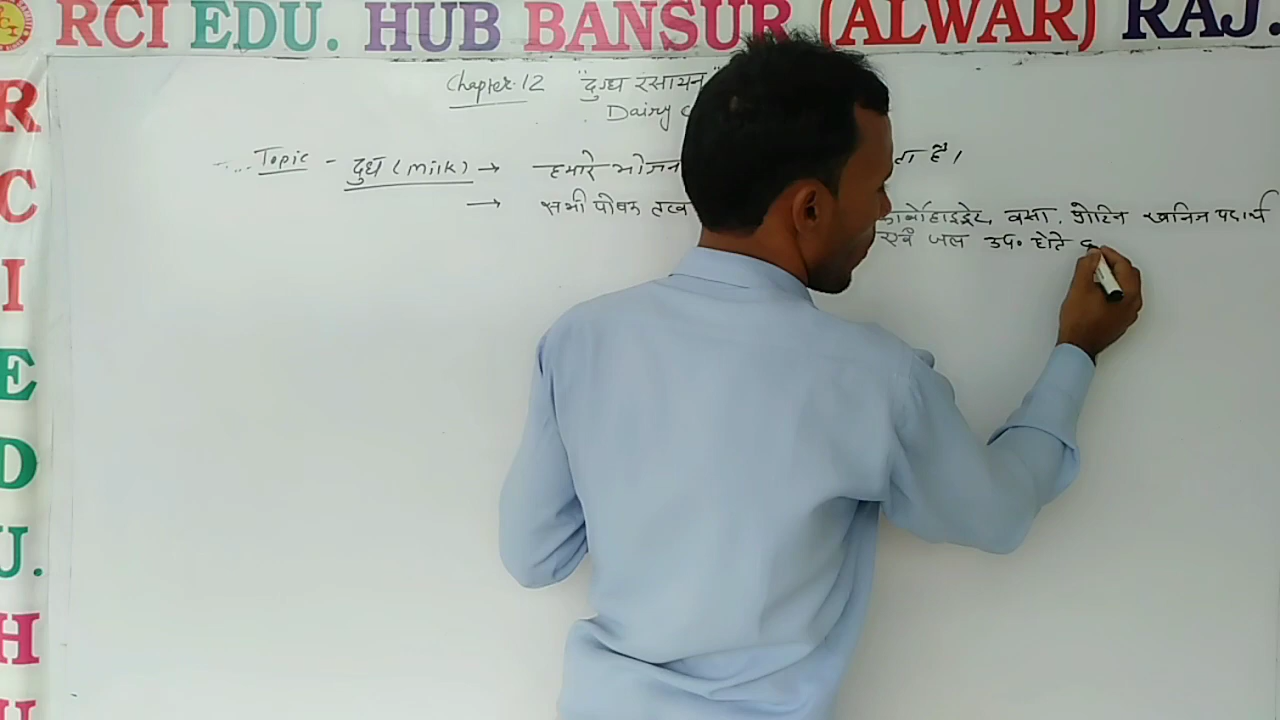 RCI EDU. HUB BANSUR (ALWAR) RAJ.
R
C
I
E
D
U.
H
U
Chapter.12 "दुग्ध रसायन
Dairy
Topic - दुग्ध (Milk) → हमारे भोजन है।
→ सभी पोषक तत्व कार्बोहाइड्रेट, वसा, प्रोटिन खनिज पदार्थ
एवं जल उप० होते